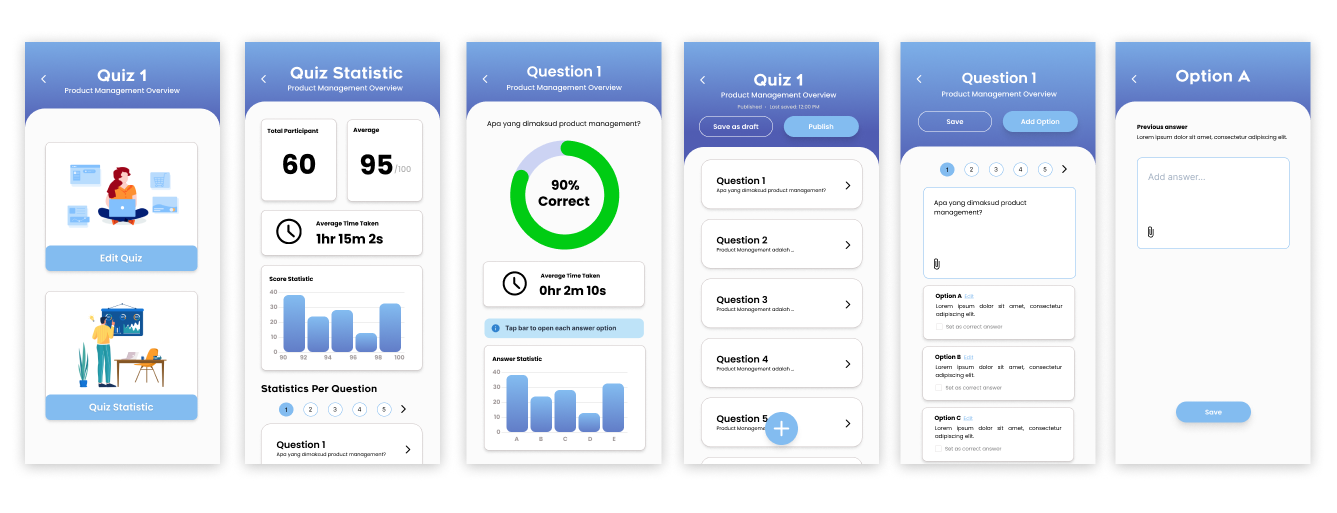 Quiz 1
Product Management Overview
Edit Quiz
Quiz Statistic
Quiz Statistic
Product Management Overview
Total Participant
60
Average
95/100
Average Time Taken
1hr 15m 2s
Score Statistic
40
30
20
10
0
90 92 94 96 98 100
Statistics Per Question
1 2 3 4 5
Question 1
Apa yang dimaksud product management?
Question 1
Product Management Overview
Apa yang dimaksud product management?
90%
Correct
Average Time Taken
0hr 2m 10s
Tap bar to open each answer option
Answer Statistic
40
30
20
10
0
A B C D E
Quiz 1
Product Management Overview
Published · Last saved: 12.00 PM
Save as draft
Publish
Question 1
Apa yang dimaksud product management?
Question 2
Product Management adalah ...
Question 3
Product Management adalah ...
Question 4
Product Management adalah ...
Question 5
Question 1
Product Management Overview
Save
Add Option
1 2 3 4 5
Apa yang dimaksud product
management?
Option A Edit
Lorem ipsum dolor sit amet, consectetur
adipiscing elit.
Set as correct answer
Option B Edit
Lorem ipsum dolor sit amet, consectetur
adipiscing elit.
Set as correct answer
Option C Edit
Lorem ipsum dolor sit amet, consectetur
adipiscing elit.
Set as correct answer
Option A
Previous answer
Lorem ipsum dolor sit amet, consectetur adipiscing elit.
Add answer...
Save